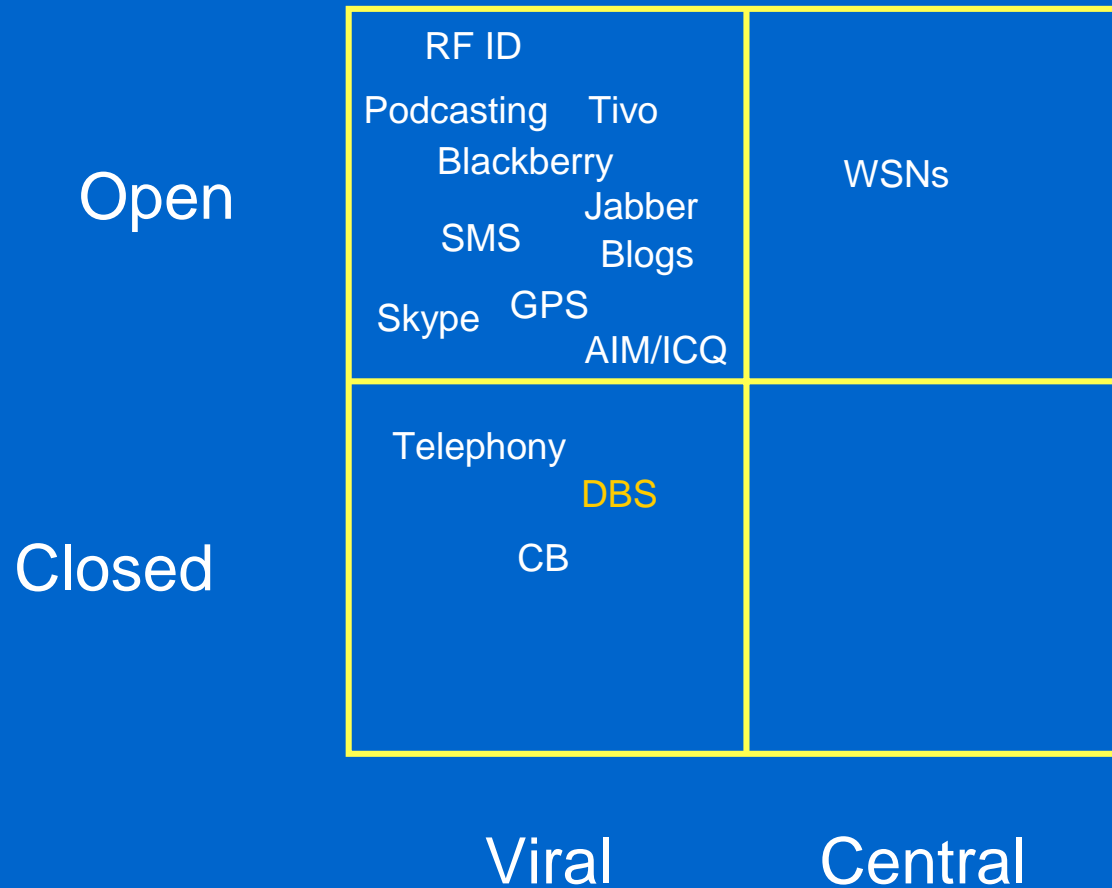 RF ID
Podcasting Tivo
Blackberry
WSNs
Open
Jabber
SMS
Blogs
GPS
Skype
AIM/ICQ
Telephony
DBS
CB
Closed
Viral Central